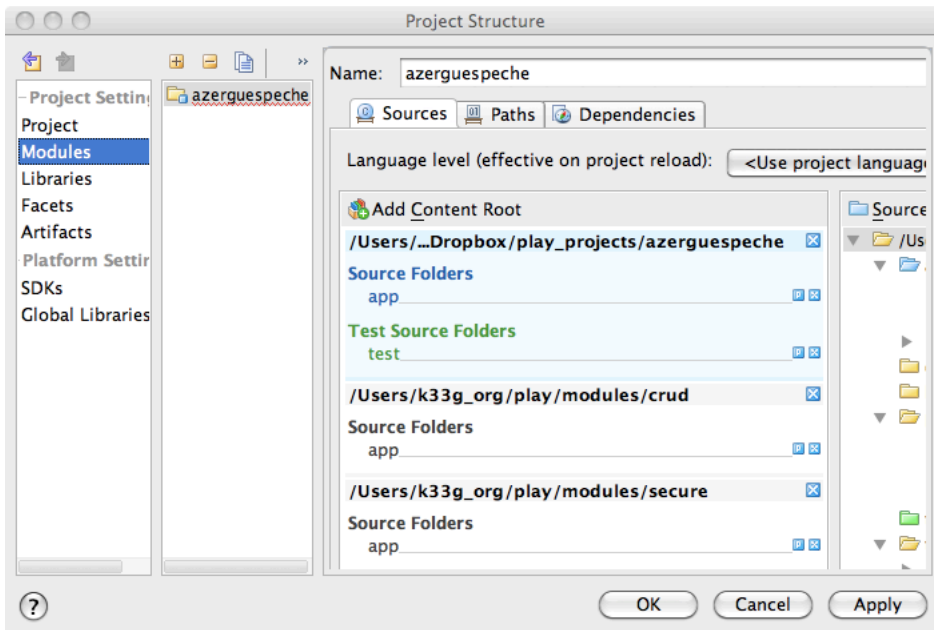 Project Structure
Project Settin
Project
Modules
Libraries
Facets
Artifacts
Platform Settin
SDKs
Global Libraries
azerguespeche
Name: azerguespeche
Sources Paths Dependencies
Language level (effective on project reload): <Use project language
Add Content Root
/Users/...Dropbox/play_projects/azerguespeche
Source Folders
app
Test Source Folders
test
/Users/k33g_org/play/modules/crud
Source Folders
app
/Users/k33g_org/play/modules/secure
Source Folders
app
Source
/Us
? OK Cancel Apply